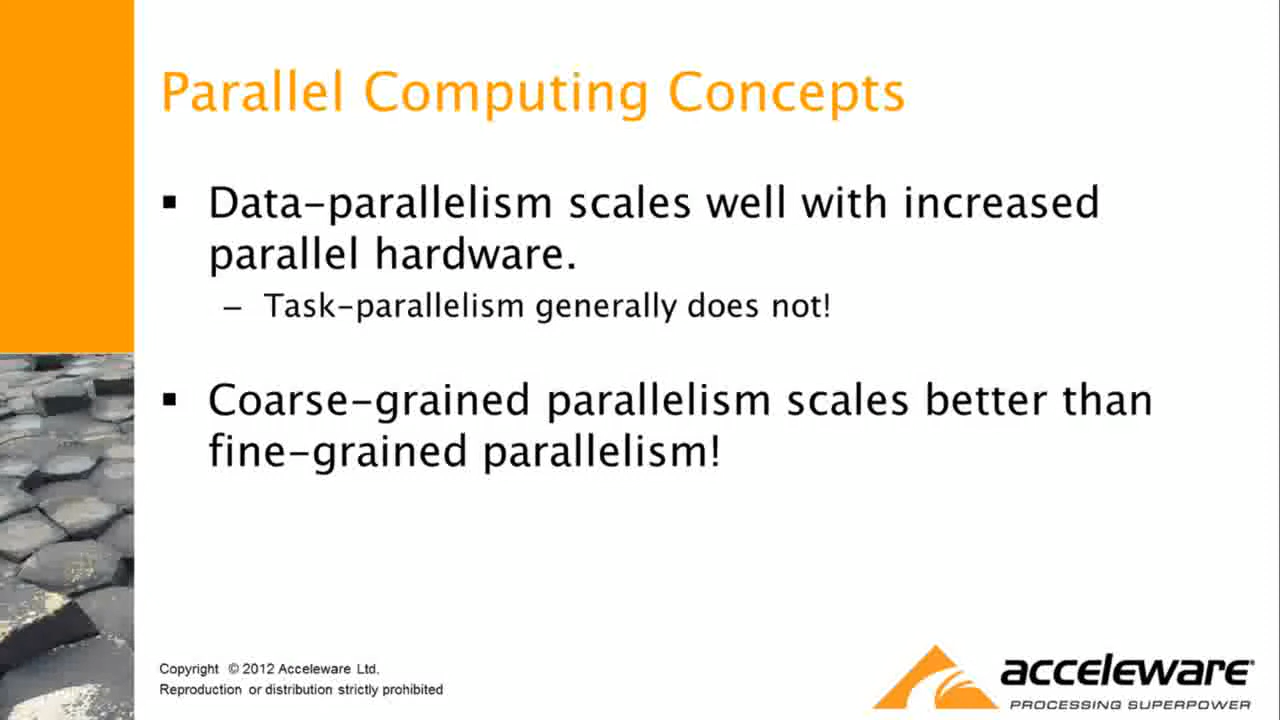 Parallel Computing Concepts
▪ Data-parallelism scales well with increased
parallel hardware.
– Task-parallelism generally does not!
▪ Coarse-grained parallelism scales better than
fine-grained parallelism!
Copyright © 2012 Acceleware Ltd.
Reproduction or distribution strictly prohibited
acceleware
PROCESSING SUPERPOWER